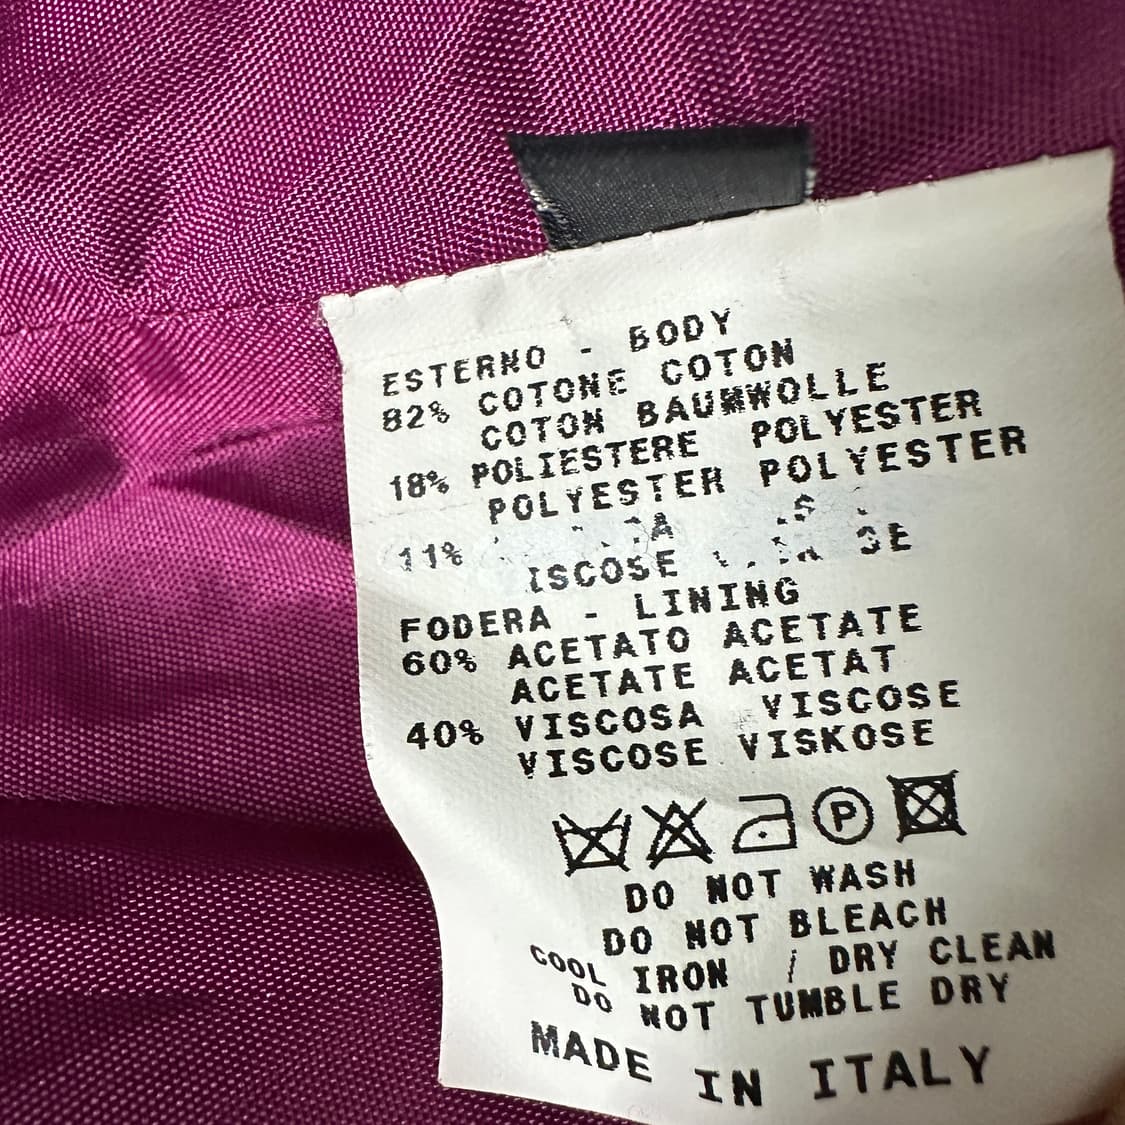 ESTERNO - BODY
82% COTONE COTON
COTON BAUMWOLLE
18% POLIESTERE POLYESTER
POLYESTER POLYESTER
11%
ISCOSE
FODERA - LINING
60% ACETATO ACETATE
ACETATE ACETAT
40% VISCOSA VISCOSE
VISCOSE VISKOSE
P
DO NOT WASH
DO NOT BLEACH
COOL IRON / DRY CLEAN
DO NOT TUMBLE DRY
MADE IN ITALY